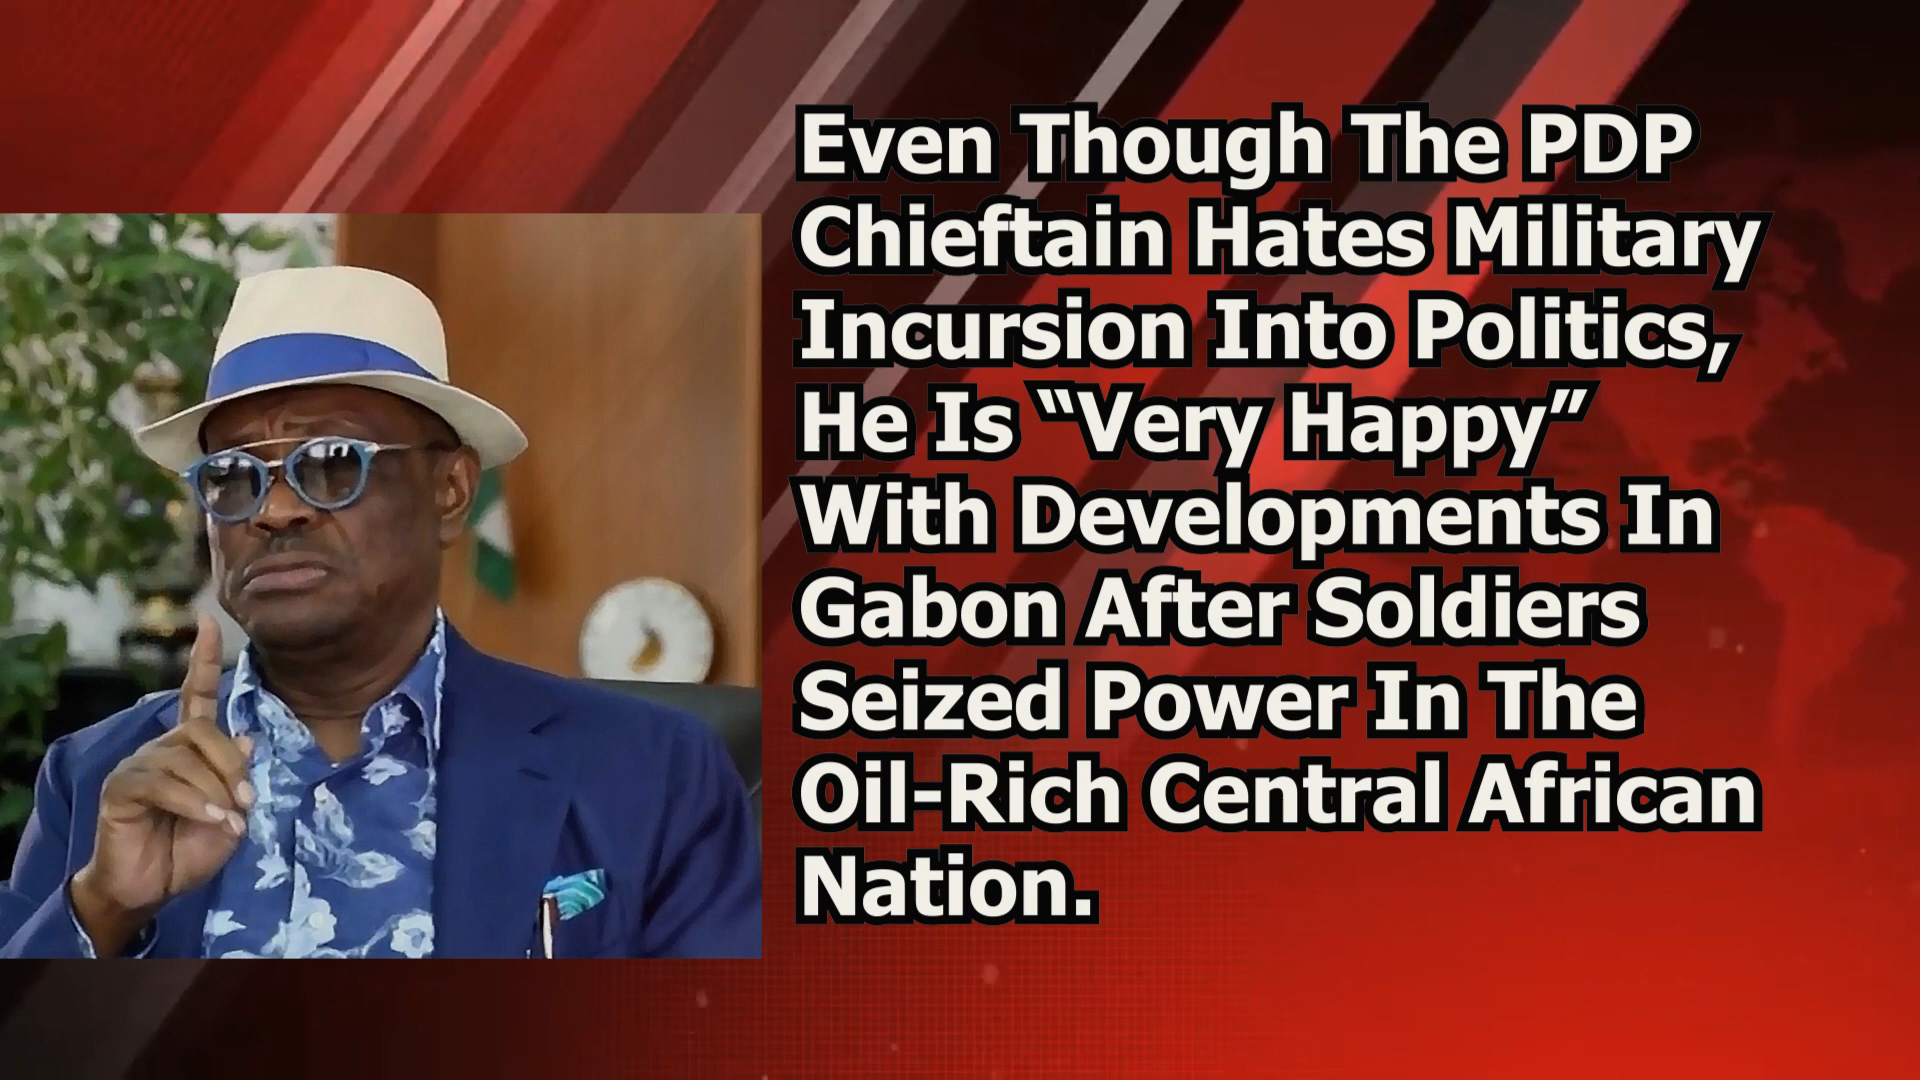 Even Though The PDP
Chieftain Hates Military
Incursion Into Politics,
He Is “Very Happy”
With Developments In
Gabon After Soldiers
Seized Power In The
Oil-Rich Central African
Nation.